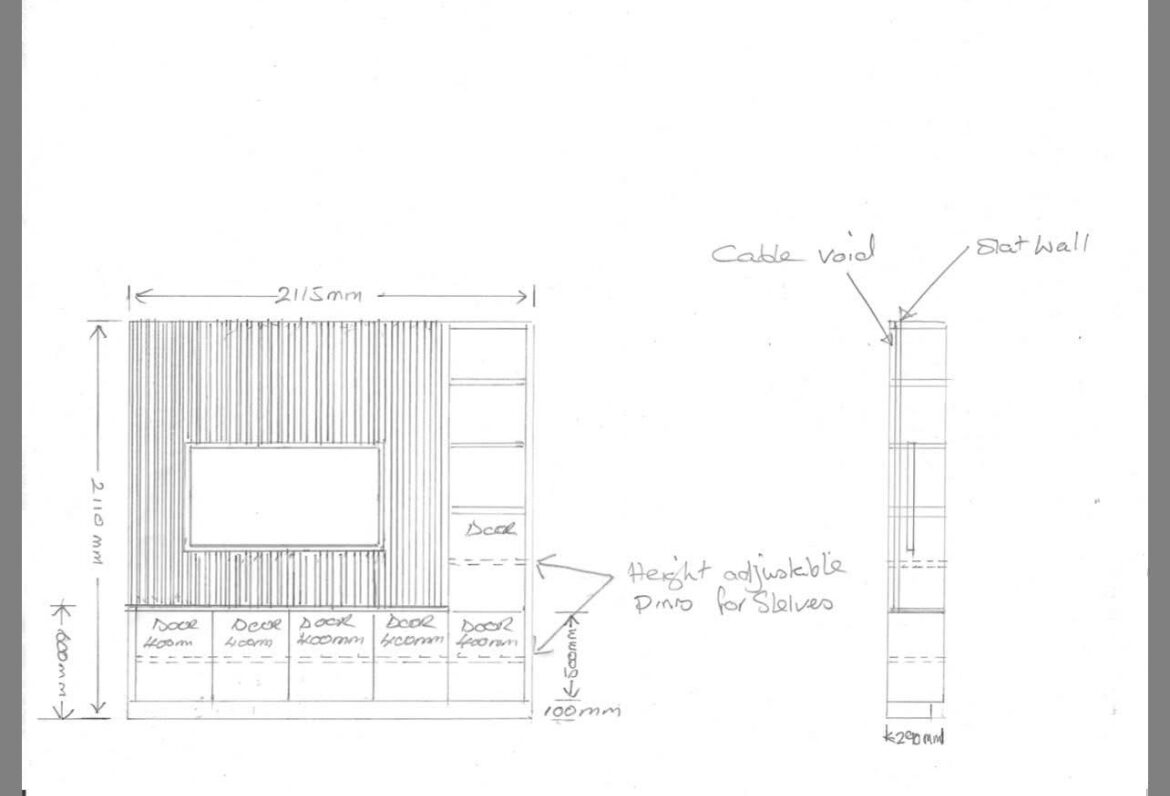 Cable void
Slat Wall
2115mm
2110mm
DOOR
Height adjustable
Pins for Slelves
DOOR DOOR DOOR DOOR DOOR
400m 400m 400mm 400mm 400mm
600mm
500mm
100mm
290mm